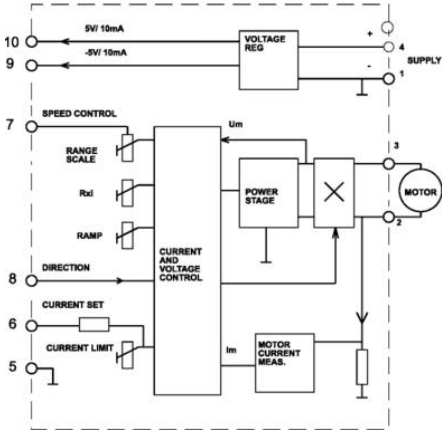 10
5V/ 10mA
+
4
9
-5V/ 10mA
VOLTAGE
REG
SUPPLY
-
1
7
SPEED CONTROL
Um
RANGE
SCALE
3
RxI
POWER
STAGE
MOTOR
RAMP
2
CURRENT
AND
VOLTAGE
CONTROL
8
DIRECTION
CURRENT SET
6
CURRENT LIMIT
Im
MOTOR
CURRENT
MEAS.
5